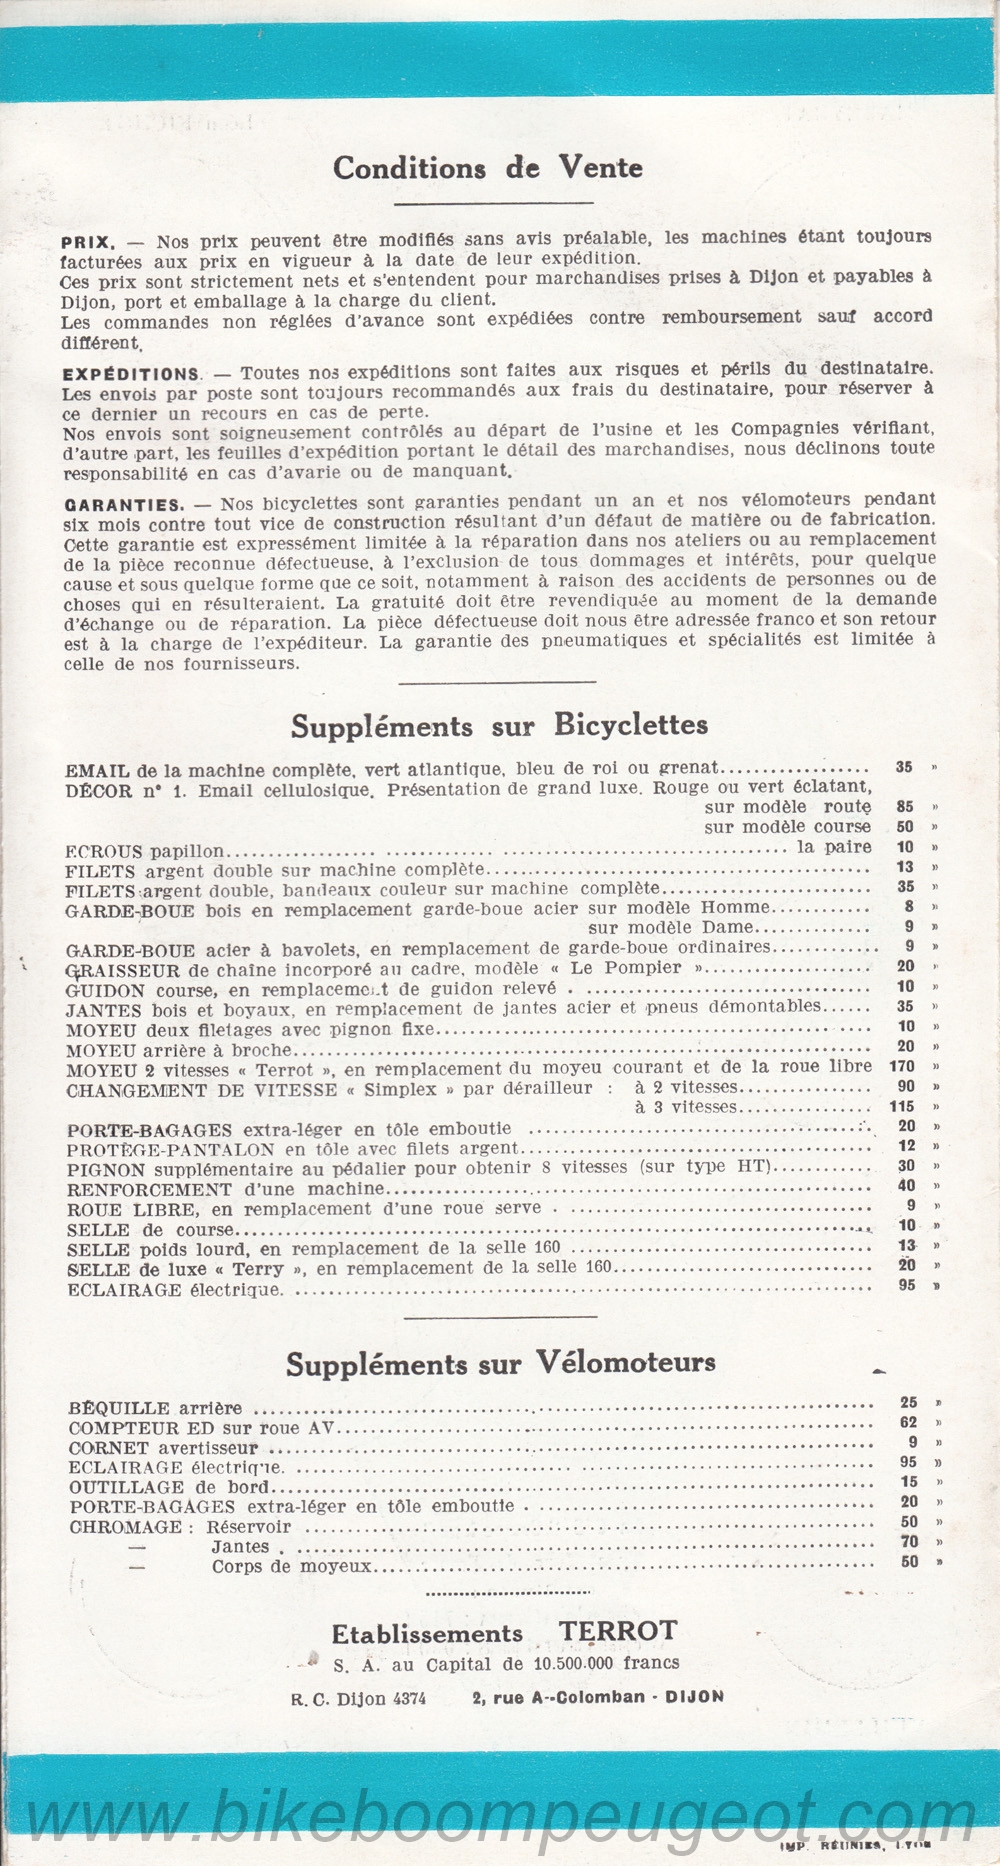 Conditions de Vente
PRIX. — Nos prix peuvent être modifiés sans avis préalable, les machines étant toujours
facturées aux prix en vigueur à la date de leur expédition.
Ces prix sont strictement nets et s'entendent pour marchandises prises à Dijon et payables à
Dijon, port et emballage à la charge du client.
Les commandes non réglées d'avance sont expédiées contre remboursement sauf accord
différent.
EXPÉDITIONS. — Toutes nos expéditions sont faites aux risques et périls du destinataire.
Les envois par poste sont toujours recommandés aux frais du destinataire, pour réserver à
ce dernier un recours en cas de perte.
Nos envois sont soigneusement contrôlés au départ de l'usine et les Compagnies vérifiant,
d'autre part, les feuilles d'expédition portant le détail des marchandises, nous déclinons toute
responsabilité en cas d'avarie ou de manquant.
GARANTIES. — Nos bicyclettes sont garanties pendant un an et nos vélomoteurs pendant
six mois contre tout vice de construction résultant d'un défaut de matière ou de fabrication.
Cette garantie est expressément limitée à la réparation dans nos ateliers ou au remplacement
de la pièce reconnue défectueuse, à l'exclusion de tous dommages et intérêts, pour quelque
cause et sous quelque forme que ce soit, notamment à raison des accidents de personnes ou de
choses qui en résulteraient. La gratuité doit être revendiquée au moment de la demande
d'échange ou de réparation. La pièce défectueuse doit nous être adressée franco et son retour
est à la charge de l'expéditeur. La garantie des pneumatiques et spécialités est limitée à
celle de nos fournisseurs.
Suppléments sur Bicyclettes
EMAIL de la machine complète, vert atlantique, bleu de roi ou grenat.................. 35 »
DÉCOR n° 1. Email cellulosique. Présentation de grand luxe. Rouge ou vert éclatant,
sur modèle route 85 »
sur modèle course 50 »
ECROUS papillon.................. la paire 10 »
FILETS argent double sur machine complète.................. 13 »
FILETS argent double, bandeaux couleur sur machine complète.................. 35 »
GARDE-BOUE bois en remplacement garde-boue acier sur modèle Homme............ 8 »
sur modèle Dame.............. 9 »
GARDE-BOUE acier à bavolets, en remplacement de garde-boue ordinaires............. 9 »
GRAISSEUR de chaîne incorporé au cadre, modèle « Le Pompier ».................. 20 »
GUIDON course, en remplacement de guidon relevé .................. 10 »
JANTES bois et boyaux, en remplacement de jantes acier et pneus démontables...... 35 »
MOYEU deux filetages avec pignon fixe.................. 10 »
MOYEU arrière à broche.................. 20 »
MOYEU 2 vitesses « Terrot », en remplacement du moyeu courant et de la roue libre 170 »
CHANGEMENT DE VITESSE « Simplex » par dérailleur : à 2 vitesses................ 90 »
à 3 vitesses................ 115 »
PORTE-BAGAGES extra-léger en tôle emboutie .................. 20 »
PROTÈGE-PANTALON en tôle avec filets argent.................. 12 »
PIGNON supplémentaire au pédalier pour obtenir 8 vitesses (sur type HT)............ 30 »
RENFORCEMENT d'une machine.................. 40 »
ROUE LIBRE, en remplacement d'une roue serve .................. 9 »
SELLE de course.................. 10 »
SELLE poids lourd, en remplacement de la selle 160 .................. 13 »
SELLE de luxe « Terry », en remplacement de la selle 160.................. 20 »
ECLAIRAGE électrique. .................. 95 »
Suppléments sur Vélomoteurs
BÉQUILLE arrière .................. 25 »
COMPTEUR ED sur roue AV.................. 62 »
CORNET avertisseur .................. 9 »
ECLAIRAGE électrique. .................. 95 »
OUTILLAGE de bord.................. 15 »
PORTE-BAGAGES extra-léger en tôle emboutie .................. 20 »
CHROMAGE : Réservoir .................. 50 »
— Jantes .................. 70 »
— Corps de moyeux.................. 50 »
Etablissements TERROT
S. A. au Capital de 10.500.000 francs
R. C. Dijon 4374 2, rue A--Colomban - DIJON
www.bikeboompeugeot.com
IMP. RÉUNIES, LYON